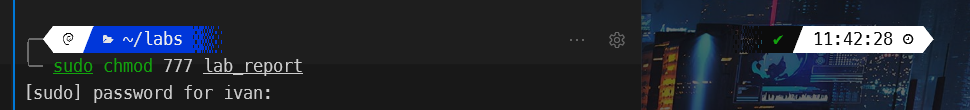 ~/labs ✔ 11:42:28
sudo chmod 777 lab_report
[sudo] password for ivan: